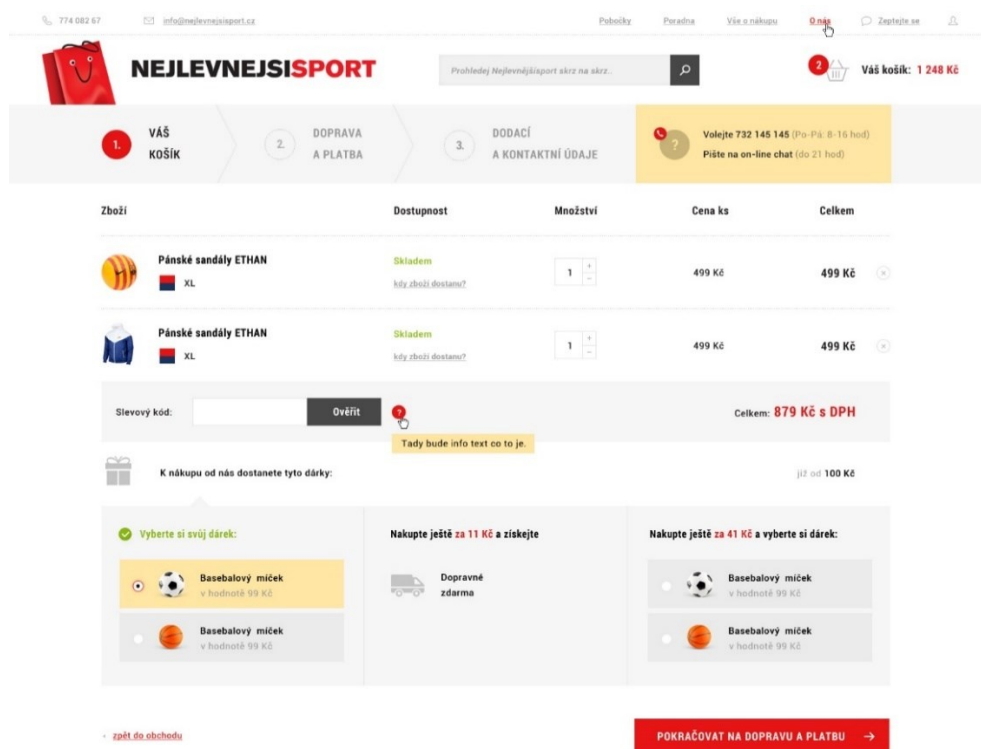 774 082 67 info@nejlevnejsisport.cz Pobočky Poradna Vše o nákupu O nás Zeptejte se
NEJLEVNEJSISPORT Prohledej Nejlevnějšísport skrz na skrz.. 2 Váš košík: 1 248 Kč
1. VÁŠ KOŠÍK
2. DOPRAVA A PLATBA
3. DODACÍ A KONTAKTNÍ ÚDAJE
? Volejte 732 145 145 (Po-Pá: 8-16 hod)
Pište na on-line chat (do 21 hod)
Zboží Dostupnost Množství Cena ks Celkem
Pánské sandály ETHAN Skladem
XL kdy zboží dostanu? 1 + - 499 Kč 499 Kč ×
Pánské sandály ETHAN Skladem
XL kdy zboží dostanu? 1 + - 499 Kč 499 Kč ×
Slevový kód: Ověřit ? Celkem: 879 Kč s DPH
Tady bude info text co to je.
K nákupu od nás dostanete tyto dárky: již od 100 Kč
Vyberte si svůj dárek:
Basebalový míček
v hodnotě 99 Kč
Basebalový míček
v hodnotě 99 Kč
Nakupte ještě za 11 Kč a získejte
Dopravné
zdarma
Nakupte ještě za 41 Kč a vyberte si dárek:
Basebalový míček
v hodnotě 99 Kč
Basebalový míček
v hodnotě 99 Kč
zpět do obchodu POKRAČOVAT NA DOPRAVU A PLATBU →